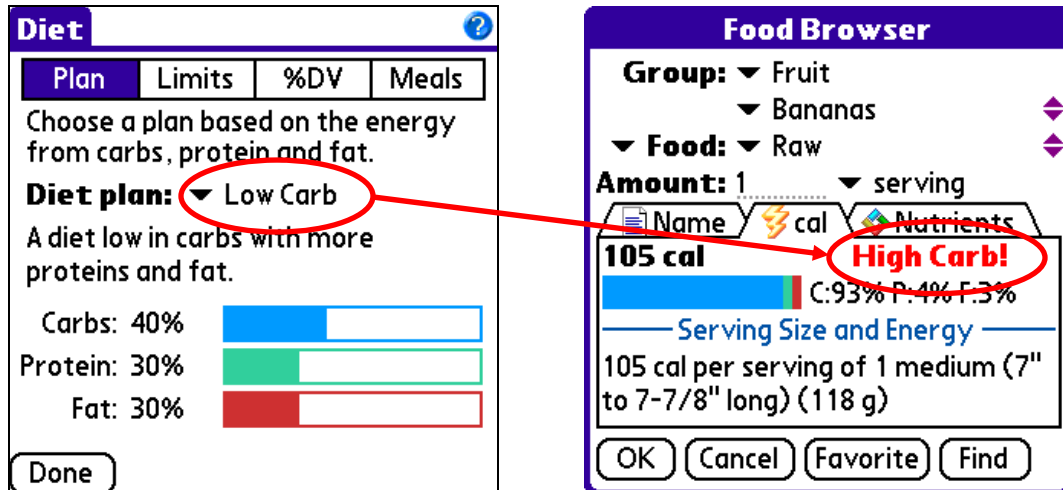 Diet
?
Plan Limits %DV Meals
Choose a plan based on the energy
from carbs, protein and fat.
Diet plan: Low Carb
A diet low in carbs with more
proteins and fat.
Carbs: 40%
Protein: 30%
Fat: 30%
Done
Food Browser
Group: Fruit
Bananas
Food: Raw
Amount: 1 serving
Name cal Nutrients
105 cal High Carb!
C:93% P:4% F:3%
Serving Size and Energy
105 cal per serving of 1 medium (7"
to 7-7/8" long) (118 g)
OK Cancel Favorite Find